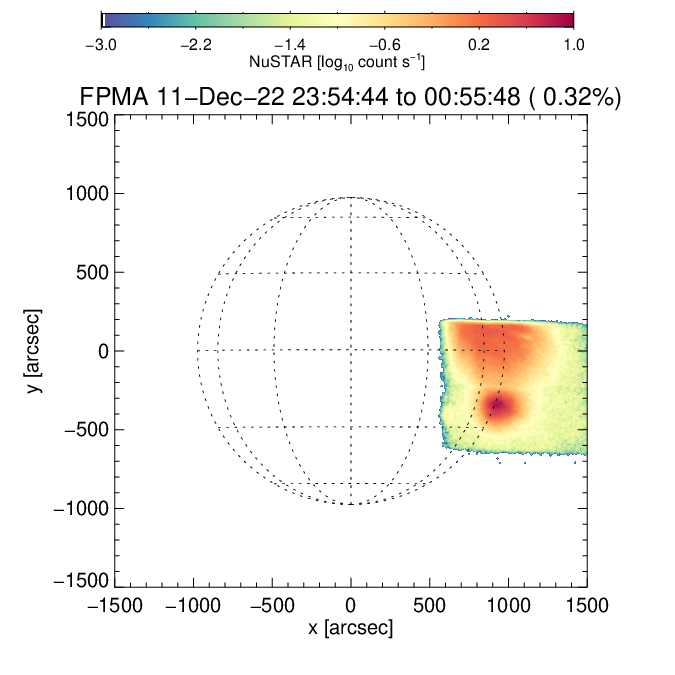 −3.0 −2.2 −1.4 −0.6 0.2 1.0
NuSTAR [log₁₀ count s⁻¹]
FPMA 11−Dec−22 23:54:44 to 00:55:48 ( 0.32%)
1500
1000
500
0
−500
−1000
−1500
y [arcsec]
−1500 −1000 −500 0 500 1000 1500
x [arcsec]